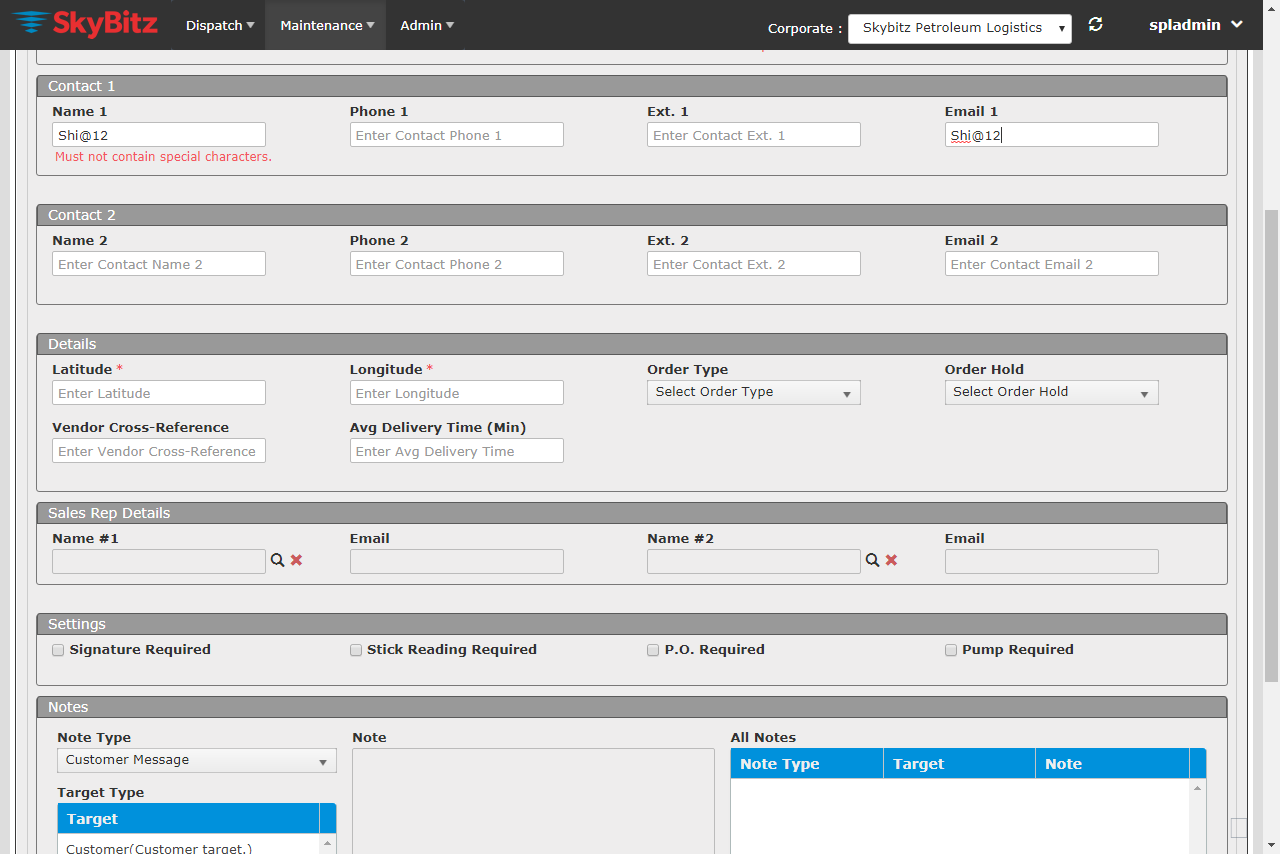 SkyBitz Dispatch Maintenance Admin Corporate : Skybitz Petroleum Logistics spladmin
Contact 1
Name 1 Phone 1 Ext. 1 Email 1
Shi@12 Enter Contact Phone 1 Enter Contact Ext. 1 Shi@12
Must not contain special characters.
Contact 2
Name 2 Phone 2 Ext. 2 Email 2
Enter Contact Name 2 Enter Contact Phone 2 Enter Contact Ext. 2 Enter Contact Email 2
Details
Latitude * Longitude * Order Type Order Hold
Enter Latitude Enter Longitude Select Order Type Select Order Hold
Vendor Cross-Reference Avg Delivery Time (Min)
Enter Vendor Cross-Reference Enter Avg Delivery Time
Sales Rep Details
Name #1 Email Name #2 Email
Settings
Signature Required Stick Reading Required P.O. Required Pump Required
Notes
Note Type Note All Notes
Customer Message Note Type Target Note
Target Type
Target
Customer(Customer target.)